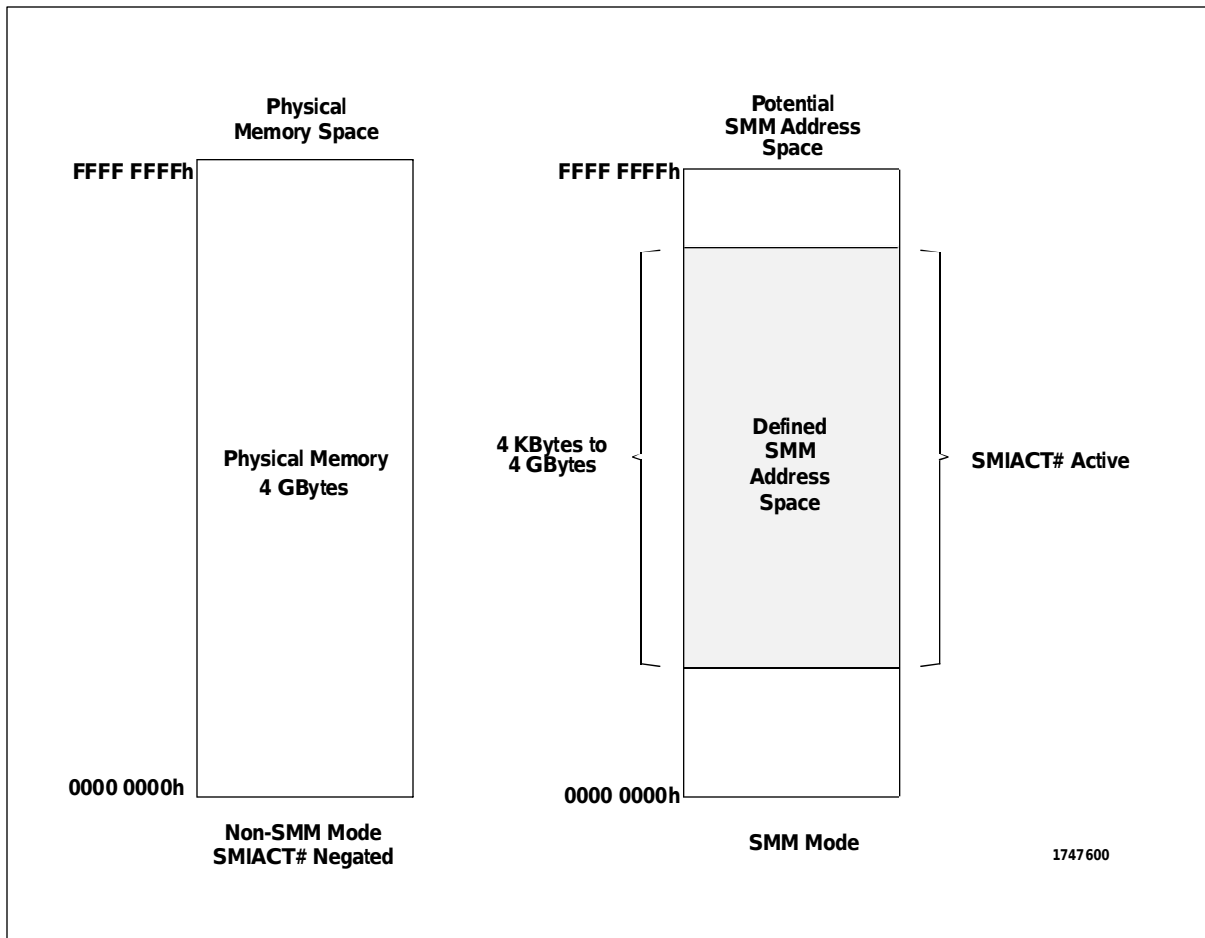 Physical
Memory Space
FFFF FFFFh
Physical Memory
4 GBytes
0000 0000h
Non-SMM Mode
SMIACT# Negated
Potential
SMM Address
Space
FFFF FFFFh
4 KBytes to
4 GBytes
Defined
SMM
Address
Space
SMIACT# Active
0000 0000h
SMM Mode
1747600